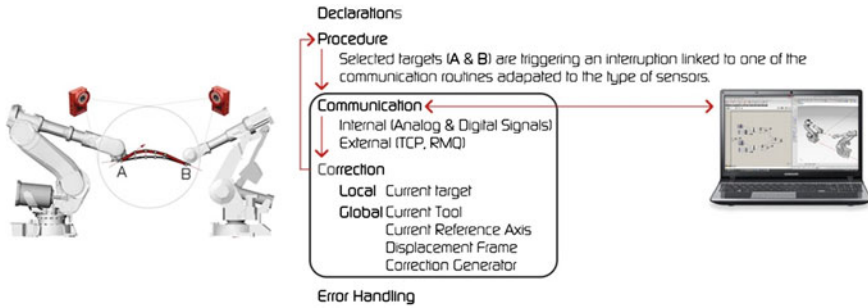 Declarations
Procedure
Selected targets (A & B) are triggering an interruption linked to one of the
communication routines adapated to the type of sensors.
Communication
Internal (Analog & Digital Signals)
External (TCP, RMQ)
Correction
Local Current target
Global Current Tool
Current Reference Axis
Displacement Frame
Correction Generator
Error Handling
A
B